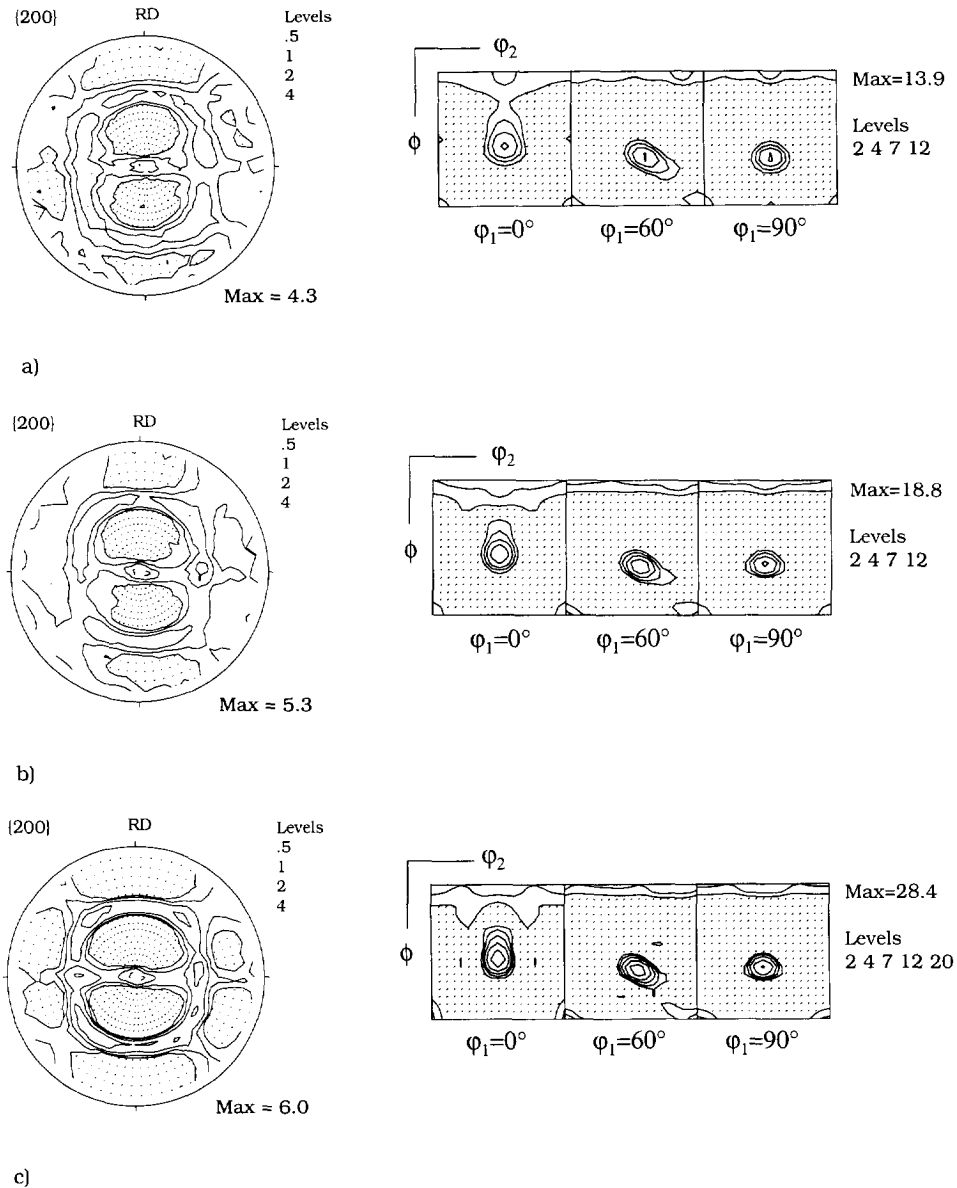 {200}
RD
Levels
.5
1
2
4
Max = 4.3
φ₂
ϕ
φ₁=0°
φ₁=60°
φ₁=90°
Max=13.9
Levels
2 4 7 12
a)
{200}
RD
Levels
.5
1
2
4
Max = 5.3
φ₂
ϕ
φ₁=0°
φ₁=60°
φ₁=90°
Max=18.8
Levels
2 4 7 12
b)
{200}
RD
Levels
.5
1
2
4
Max = 6.0
φ₂
ϕ
φ₁=0°
φ₁=60°
φ₁=90°
Max=28.4
Levels
2 4 7 12 20
c)